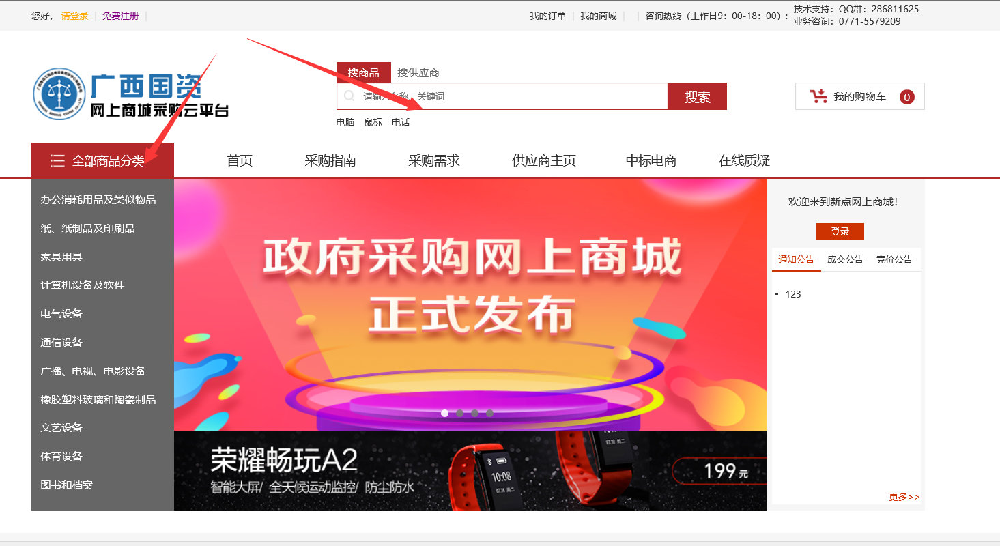 您好，请登录 | 免费注册 |
我的订单 | 我的商城 | | 咨询热线（工作日9：00-18：00）：
技术支持：QQ群：286811625
业务咨询：0771-5579209
广西国资
网上商城采购云平台
搜商品 搜供应商
请输入名称、关键词
搜索
电脑 鼠标 电话
我的购物车 0
全部商品分类 首页 采购指南 采购需求 供应商主页 中标电商 在线质疑
办公消耗用品及类似物品
纸、纸制品及印刷品
家具用具
计算机设备及软件
电气设备
通信设备
广播、电视、电影设备
橡胶塑料玻璃和陶瓷制品
文艺设备
体育设备
图书和档案
政府采购网上商城
正式发布
荣耀畅玩A2
智能大屏/ 全天候运动监控/ 防尘防水
10:08
199元
欢迎来到新点网上商城！
登录
通知公告 成交公告 竞价公告
123
更多>>